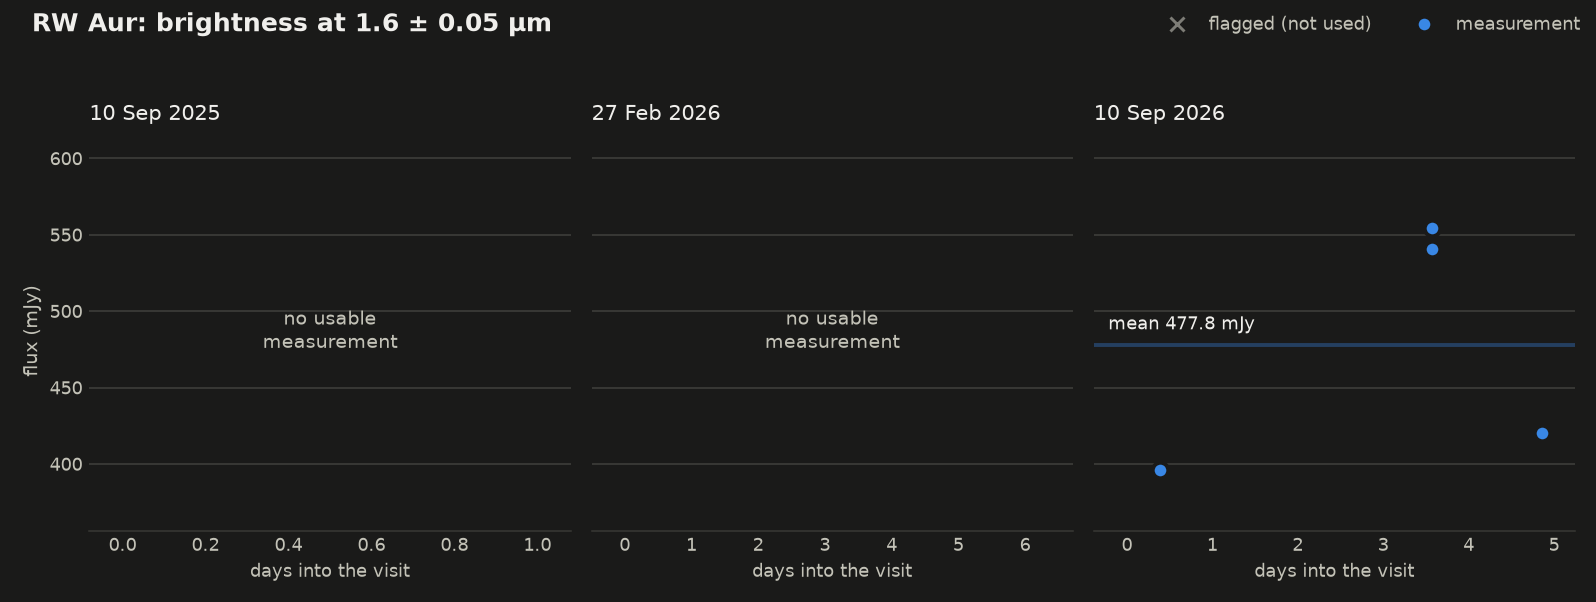 RW Aur: brightness at 1.6 ± 0.05 µm
flagged (not used)
measurement
10 Sep 2025
27 Feb 2026
10 Sep 2026
flux (mJy)
600
550
500
450
400
no usable
measurement
no usable
measurement
mean 477.8 mJy
0.0 0.2 0.4 0.6 0.8 1.0
0 1 2 3 4 5 6
0 1 2 3 4 5
days into the visit
days into the visit
days into the visit